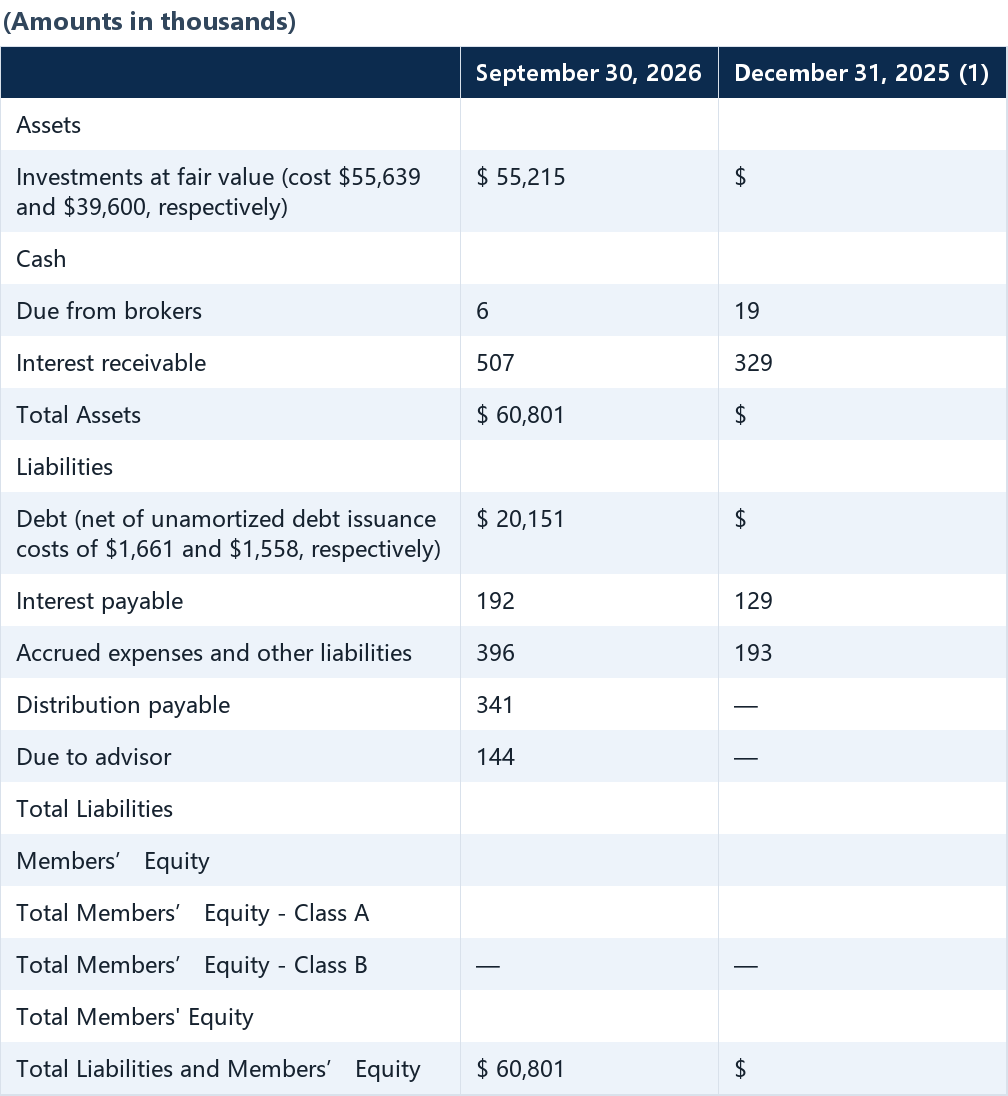 (Amounts in thousands)
September 30, 2026 December 31, 2025 (1)
Assets
Investments at fair value (cost $55,639 and $39,600, respectively) $ 55,215 $
Cash
Due from brokers 6 19
Interest receivable 507 329
Total Assets $ 60,801 $
Liabilities
Debt (net of unamortized debt issuance costs of $1,661 and $1,558, respectively) $ 20,151 $
Interest payable 192 129
Accrued expenses and other liabilities 396 193
Distribution payable 341 —
Due to advisor 144 —
Total Liabilities
Members’ Equity
Total Members’ Equity - Class A
Total Members’ Equity - Class B — —
Total Members' Equity
Total Liabilities and Members’ Equity $ 60,801 $